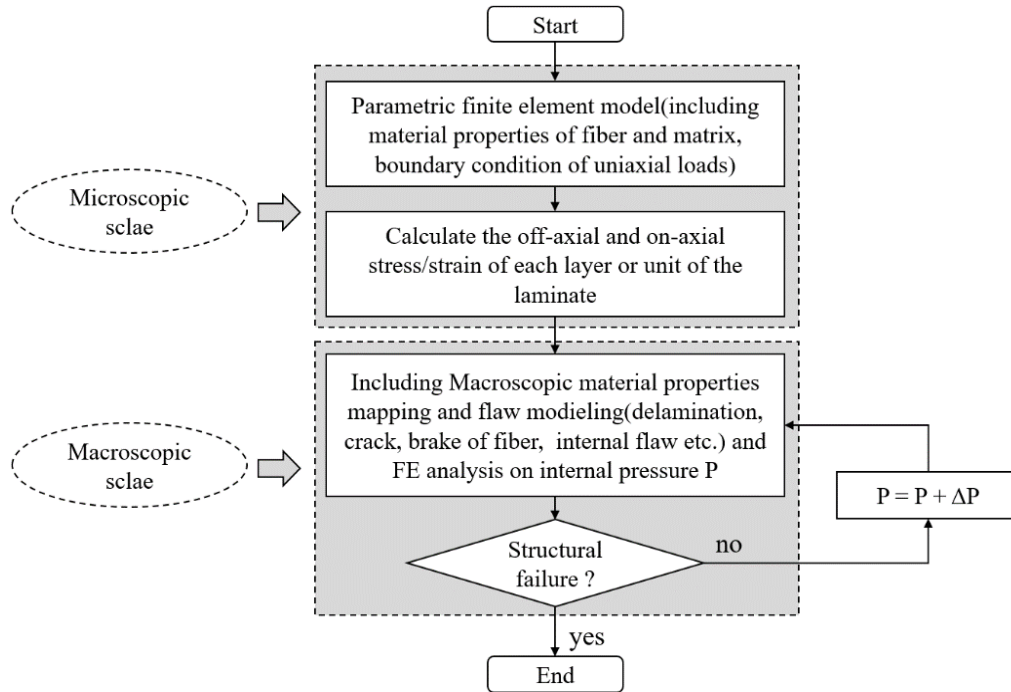 Start
Parametric finite element model(including
material properties of fiber and matrix,
boundary condition of uniaxial loads)
Microscopic
sclae
Calculate the off-axial and on-axial
stress/strain of each layer or unit of the
laminate
Including Macroscopic material properties
mapping and flaw modieling(delamination,
crack, brake of fiber, internal flaw etc.) and
FE analysis on internal pressure P
Macroscopic
sclae
P = P + ΔP
Structural
failure ?
no
yes
End